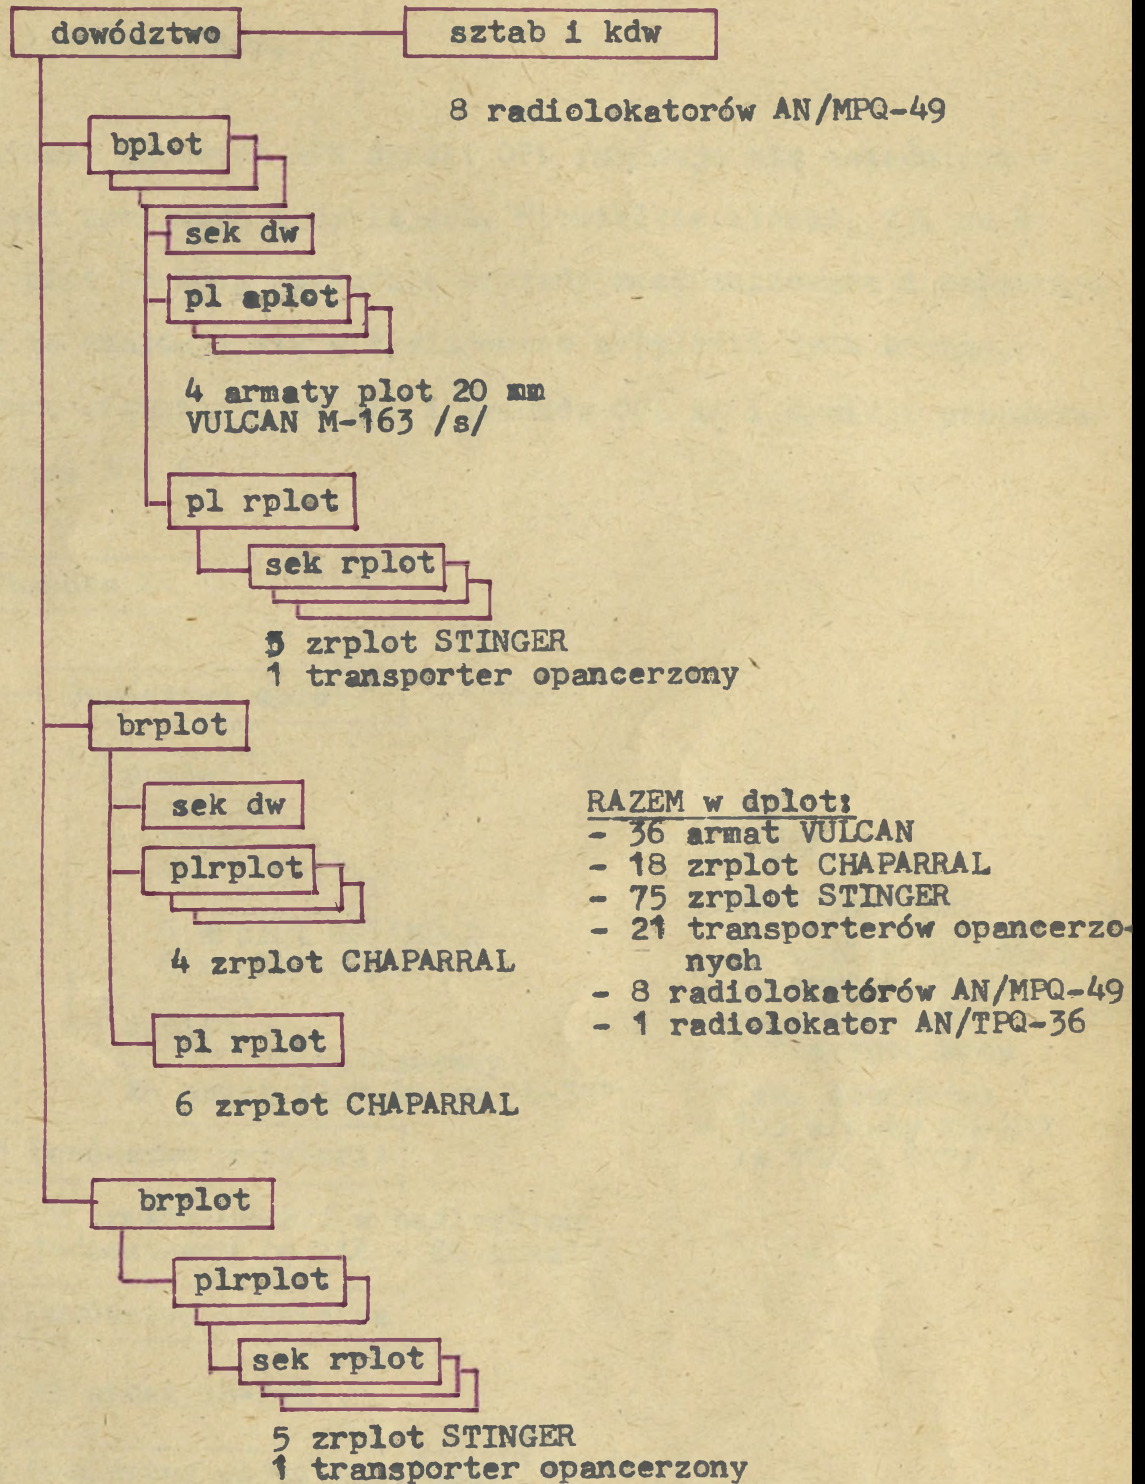 dowództwo
sztab i kdw
8 radiolokatorów AN/MPQ-49
bplot
sek dw
pl aplot
4 armaty plot 20 mm
VULCAN M-163 /s/
pl rplot
sek rplot
5 zrplot STINGER
1 transporter opancerzony
brplot
sek dw
plrplot
4 zrplot CHAPARRAL
pl rplot
6 zrplot CHAPARRAL
RAZEM w dplot:
- 36 armat VULCAN
- 18 zrplot CHAPARRAL
- 75 zrplot STINGER
- 21 transporterów opancerzo-
nych
- 8 radiolokatórów AN/MPQ-49
- 1 radiolokator AN/TPQ-36
brplot
plrplot
sek rplot
5 zrplot STINGER
1 transporter opancerzony